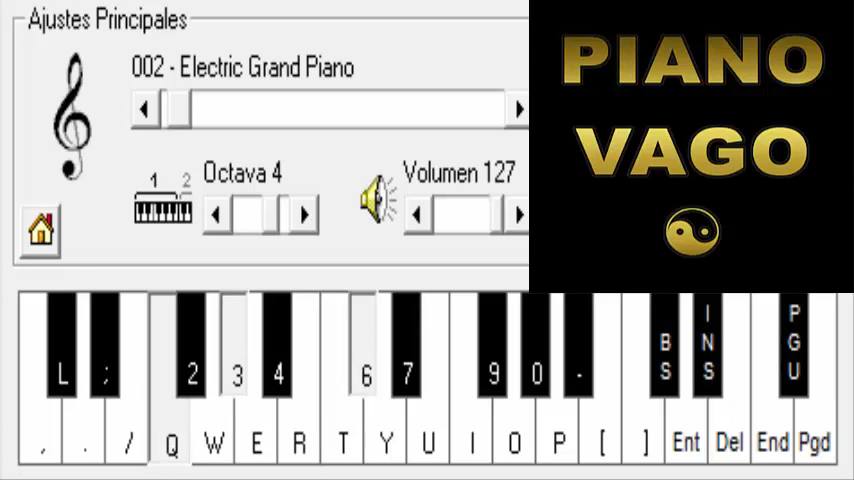 Ajustes Principales
002 - Electric Grand Piano
1 2
Octava 4
Volumen 127
PIANO
VAGO
L ; 2 3 4 6 7 9 0 - BS INS PGU
, . / Q W E R T Y U I O P [ ] Ent Del End Pgd